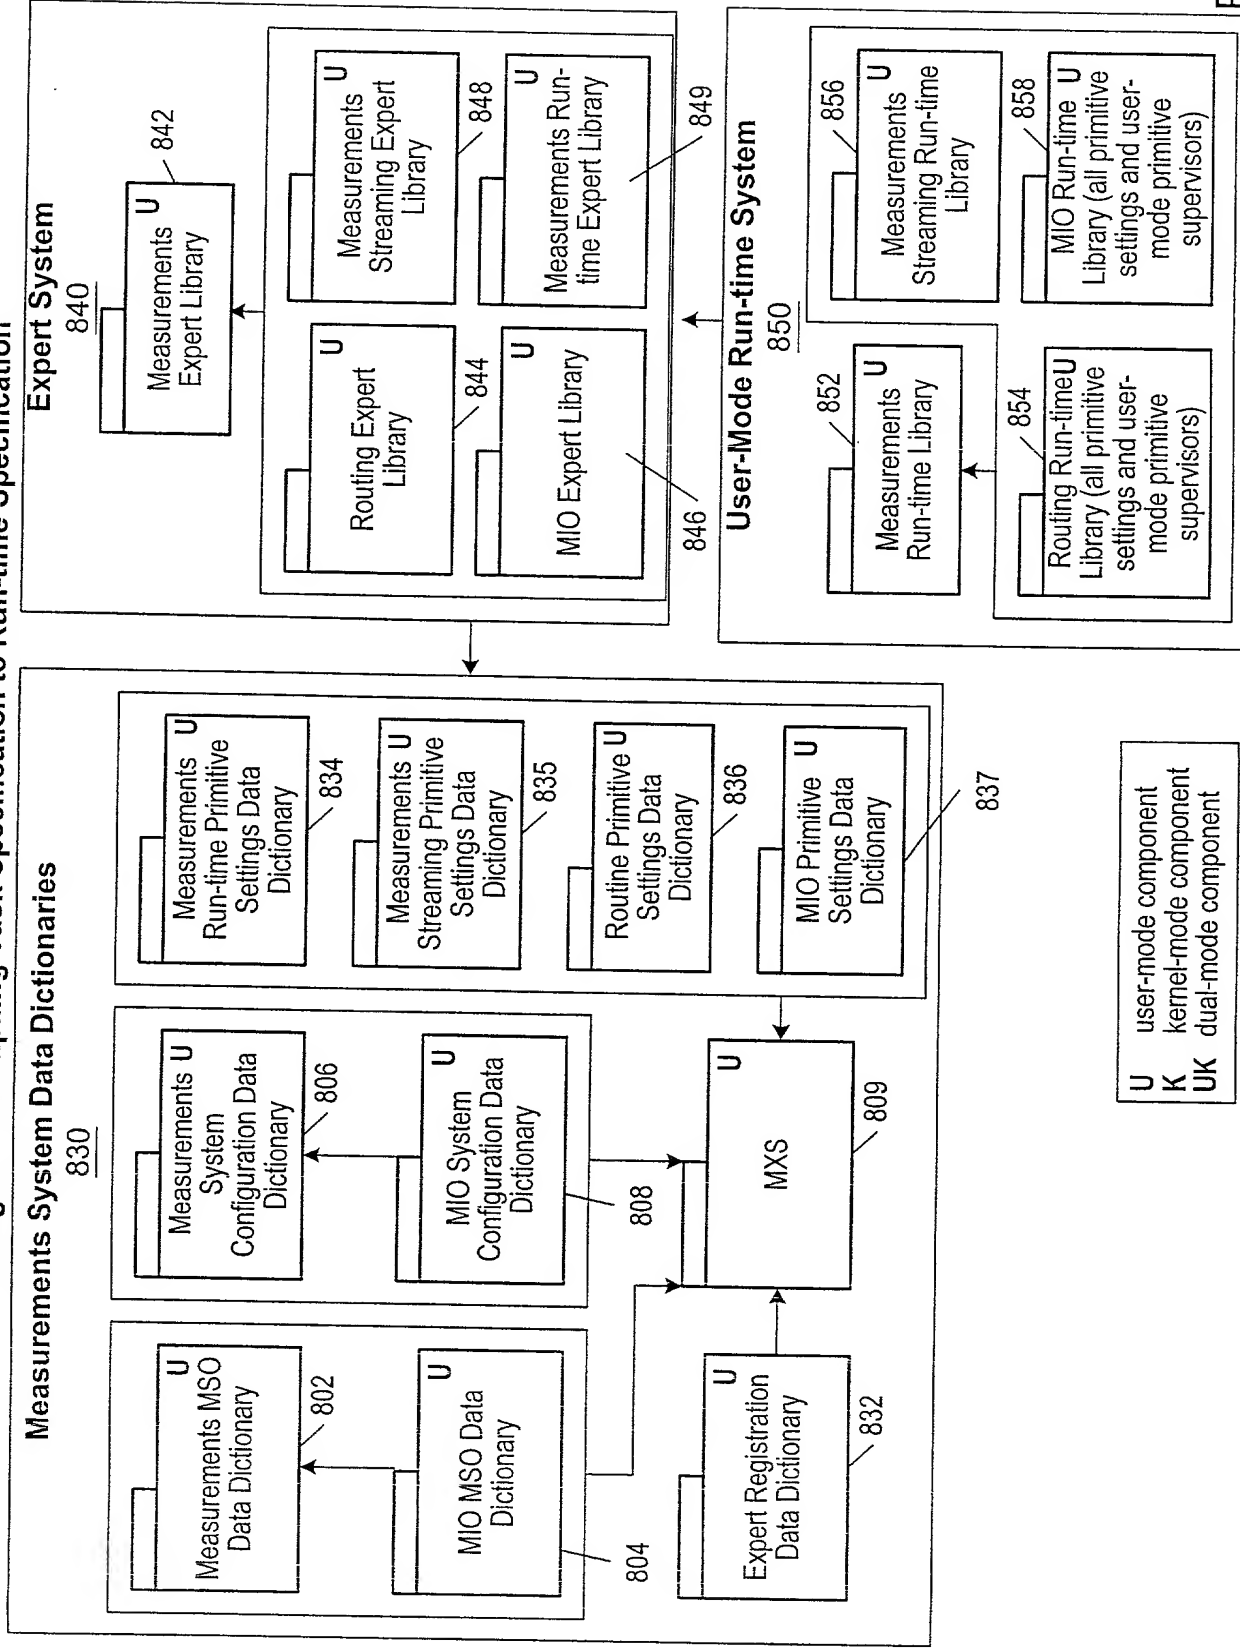 piling Task Specification to Run-time Specification
Measurements System Data Dictionaries
830
Measurements MSO
Data Dictionary
U
802
MIO MSO Data
Dictionary
U
804
Measurements U
System
Configuration Data
Dictionary
806
MIO System
Configuration Data
Dictionary
U
808
Measurements U
Run-time Primitive
Settings Data
Dictionary
834
Measurements U
Streaming Primitive
Settings Data
Dictionary
835
Routine Primitive U
Settings Data
Dictionary
836
MIO Primitive U
Settings Data
Dictionary
837
Expert Registration
Data Dictionary
U
832
MXS
U
809
Expert System
840
Measurements
Expert Library
U
842
Routing Expert
Library
U
844
Measurements
Streaming Expert
Library
U
848
MIO Expert Library
U
846
Measurements Run-
time Expert Library
U
849
User-Mode Run-time System
850
Measurements
Run-time Library
U
852
Measurements
Streaming Run-time
Library
U
856
Routing Run-time U
Library (all primitive
settings and user-
mode primitive
supervisors)
854
MIO Run-time U
Library (all primitive
settings and user-
mode primitive
supervisors)
858
U user-mode component
K kernel-mode component
UK dual-mode component